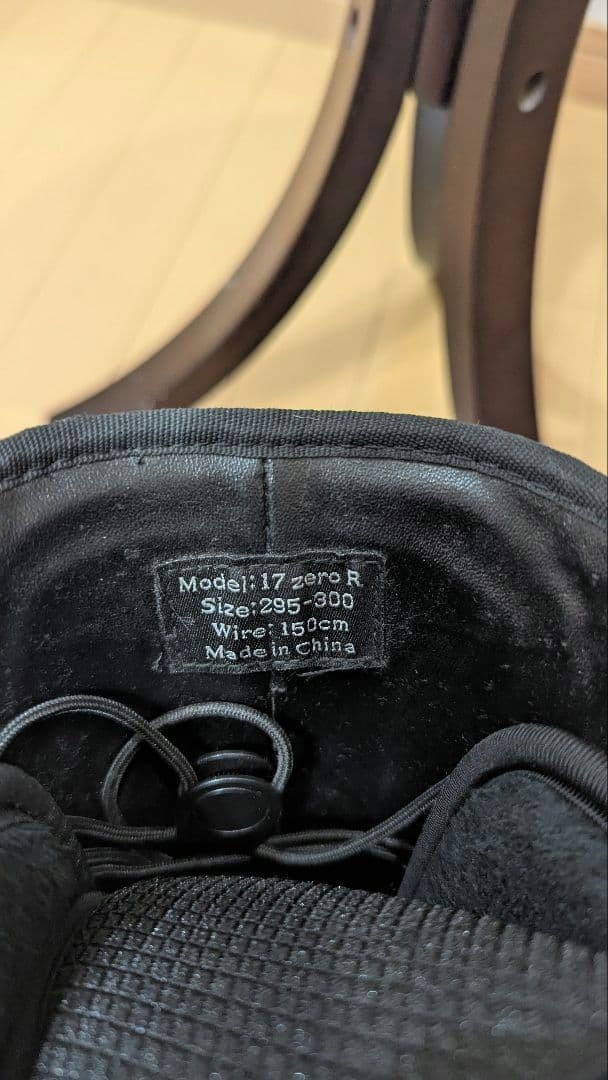 Model: 17 zero R
Size: 295-300
Wire: 150cm
Made in China